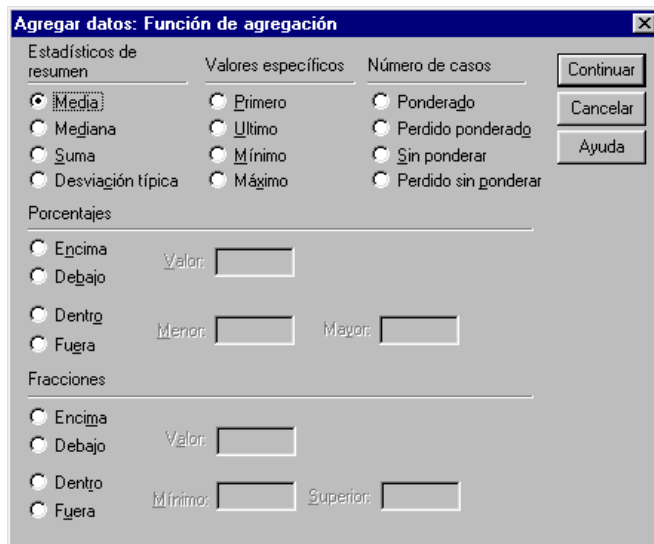 Agregar datos: Función de agregación
Estadísticos de
resumen
Valores específicos
Número de casos
Media
Mediana
Suma
Desviación típica
Primero
Ultimo
Mínimo
Máximo
Ponderado
Perdido ponderado
Sin ponderar
Perdido sin ponderar
Continuar
Cancelar
Ayuda
Porcentajes
Encima
Debajo
Valor:
Dentro
Fuera
Menor:
Mayor:
Fracciones
Encima
Debajo
Valor:
Dentro
Fuera
Mínimo:
Superior: